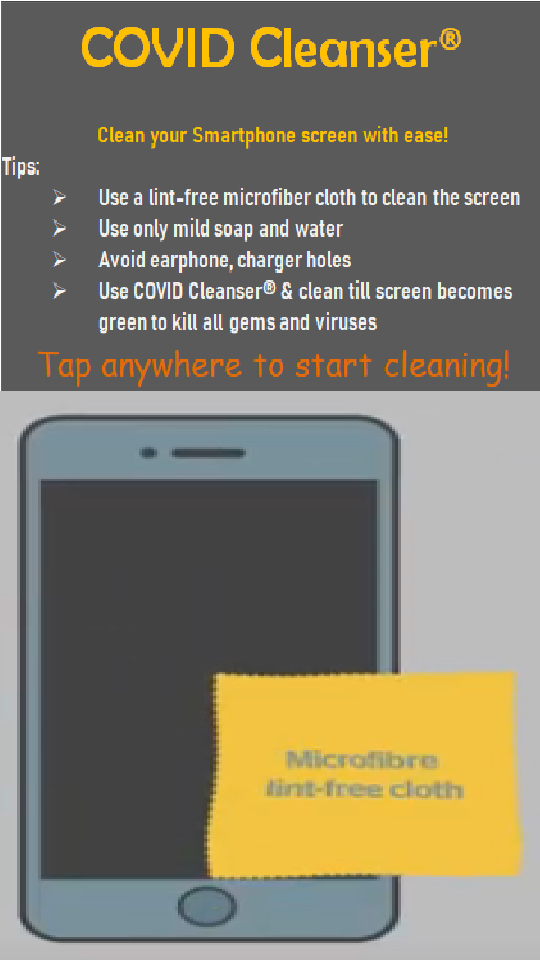 COVID Cleanser®
Clean your Smartphone screen with ease!
Tips:
Use a lint-free microfiber cloth to clean the screen
Use only mild soap and water
Avoid earphone, charger holes
Use COVID Cleanser® & clean till screen becomes
green to kill all gems and viruses
Tap anywhere to start cleaning!
Microfibre
lint-free cloth